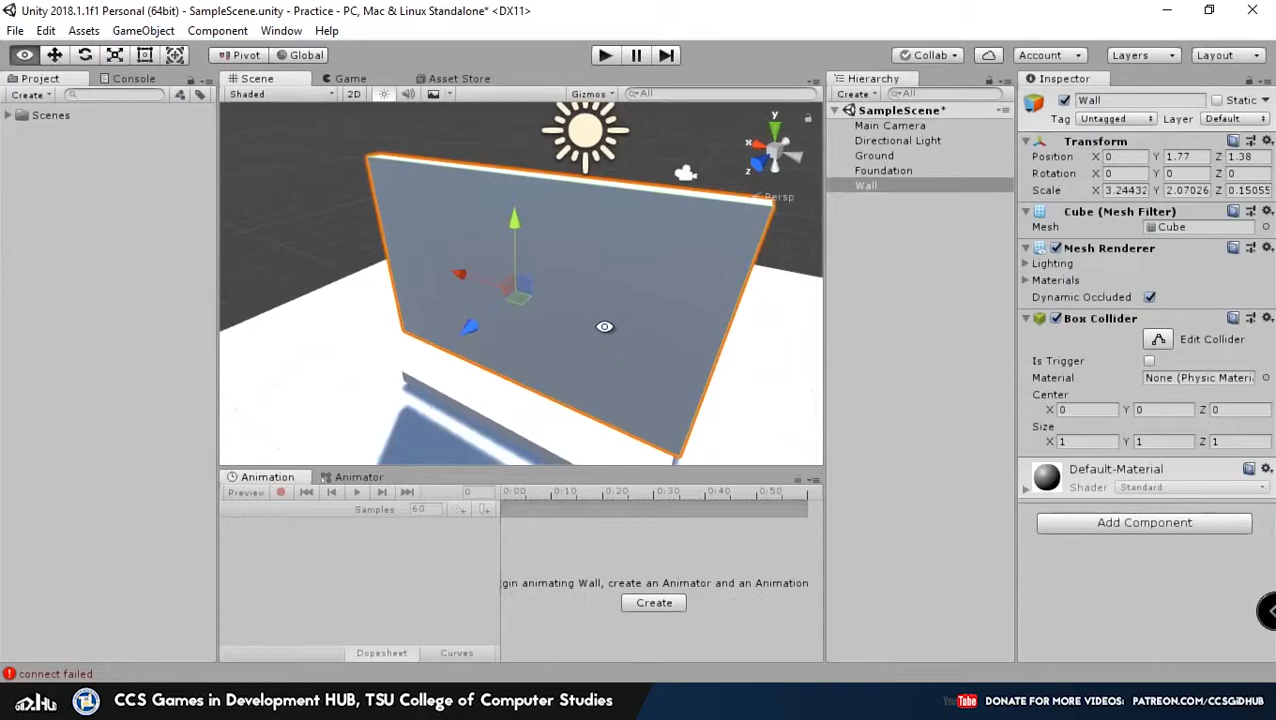 Unity 2018.1.1f1 Personal (64bit) - SampleScene.unity - Practice - PC, Mac & Linux Standalone* <DX11>
File Edit Assets GameObject Component Window Help
Pivot Global Collab Account Layers Layout
Project Console Scene Game Asset Store Hierarchy Inspector
Create Shaded 2D Gizmos All Create All Wall Static
Scenes
SampleScene*
Tag Untagged Layer Default
Main Camera
Directional Light
Ground
Foundation
Wall
y
x
z
Persp
Transform
Position X 0 Y 1.77 Z 1.38
Rotation X 0 Y 0 Z 0
Scale X 3.24432 Y 2.07026 Z 0.15055
Cube (Mesh Filter)
Mesh Cube
Mesh Renderer
Lighting
Materials
Dynamic Occluded
Box Collider
Edit Collider
Is Trigger
Material None (Physic Materi
Center
X 0 Y 0 Z 0
Size
X 1 Y 1 Z 1
Default-Material
Shader Standard
Add Component
Animation Animator
Preview 0 0:00 0:10 0:20 0:30 0:40 0:50
Samples 60
gin animating Wall, create an Animator and an Animation
Create
Dopesheet Curves
connect failed
CCS Games in Development HUB, TSU College of Computer Studies
YouTube DONATE FOR MORE VIDEOS: PATREON.COM/CCSGIDHUB